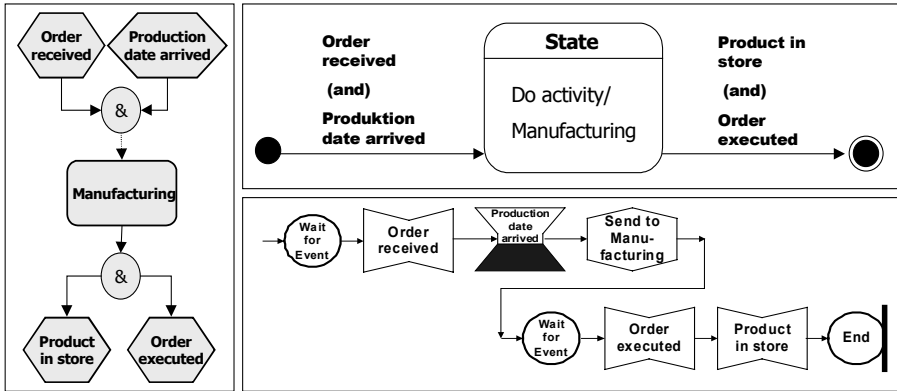 Order
received
Production
date arrived
&
Manufacturing
&
Product
in store
Order
executed
Order
received
(and)
Produktion
date arrived
State
Do activity/
Manufacturing
Product in
store
(and)
Order
executed
Wait
for
Event
Order
received
Production
date
arrived
Send to
Manu-
facturing
Wait
for
Event
Order
executed
Product
in store
End